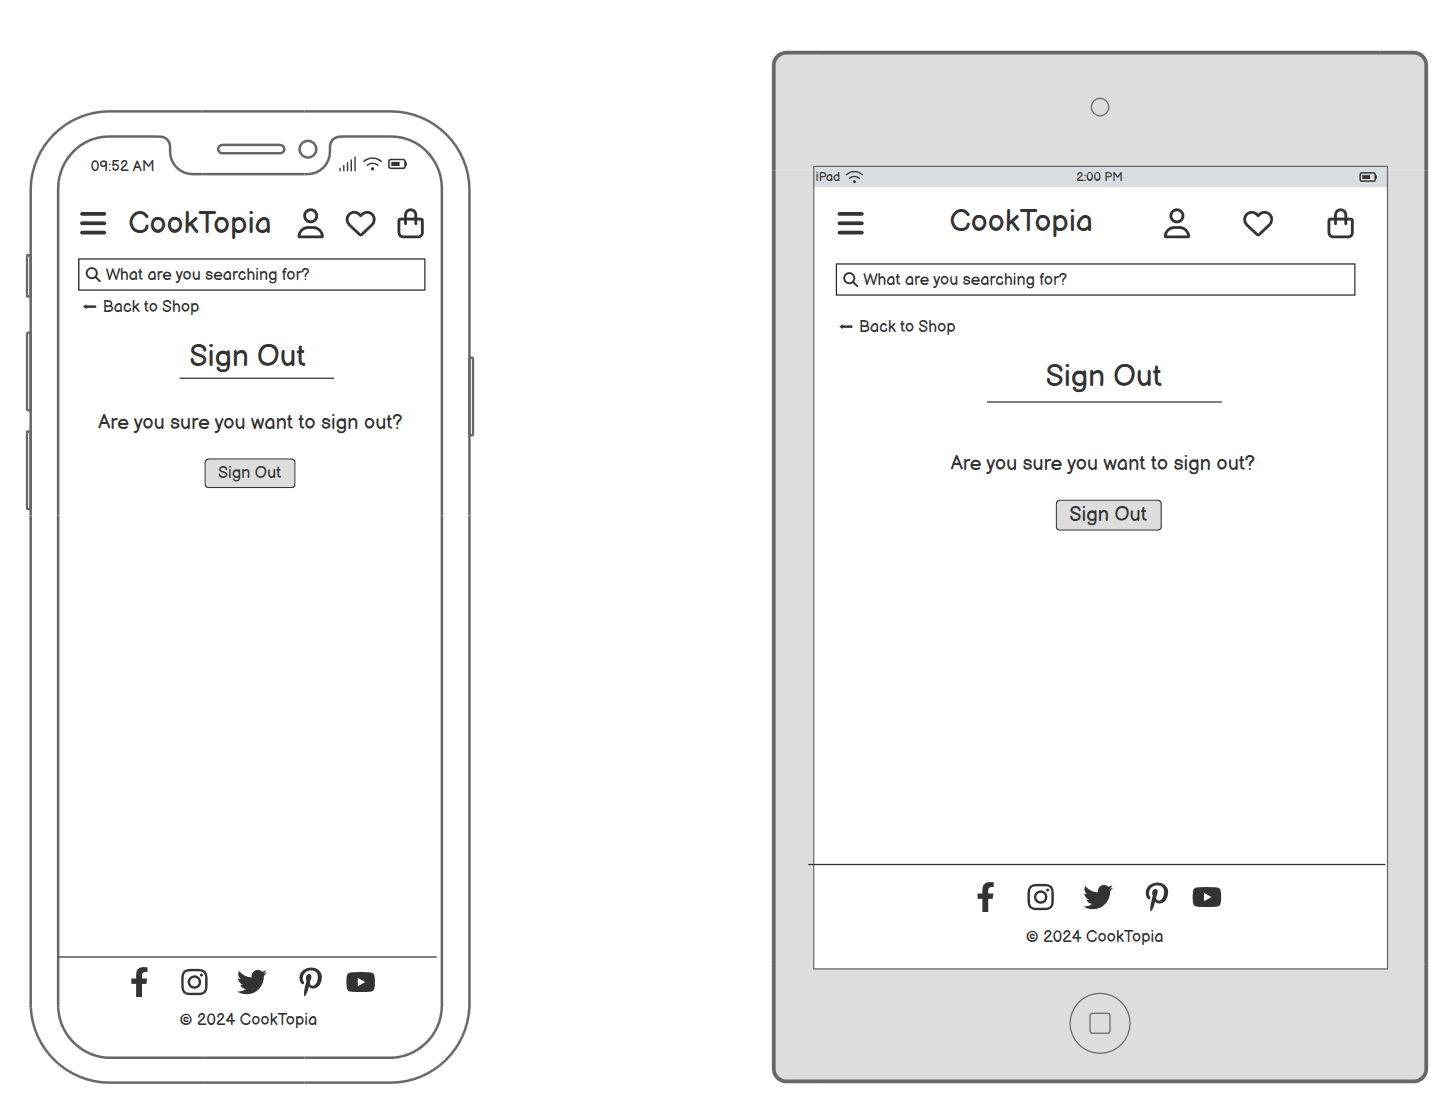 09:52 AM
CookTopia
What are you searching for?
Back to Shop
Sign Out
Are you sure you want to sign out?
Sign Out
© 2024 CookTopia
iPad
2:00 PM
CookTopia
What are you searching for?
Back to Shop
Sign Out
Are you sure you want to sign out?
Sign Out
© 2024 CookTopia